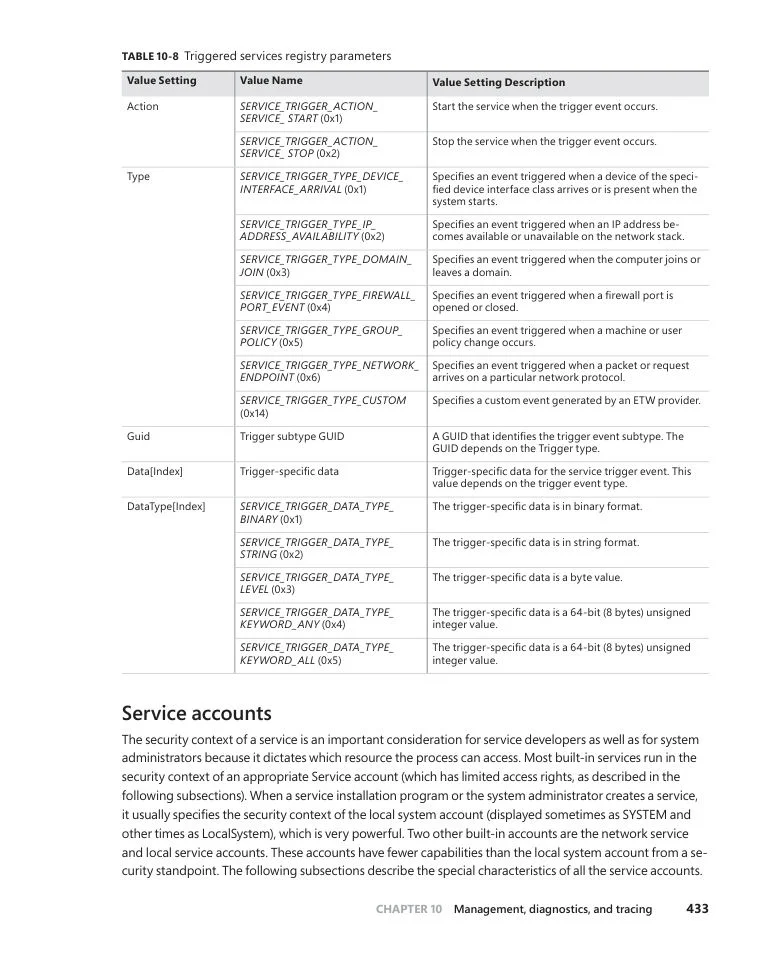 TABLE 10-8 Triggered services registry parameters
Value Setting Value Name Value Setting Description
Action SERVICE_TRIGGER_ACTION_ Start the service when the trigger event occurs.
SERVICE_ START (0x1)
SERVICE_TRIGGER_ACTION_ Stop the service when the trigger event occurs.
SERVICE_ STOP (0x2)
Type SERVICE_TRIGGER_TYPE_DEVICE_ Specifies an event triggered when a device of the speci-
INTERFACE_ARRIVAL (0x1) fied device interface class arrives or is present when the
system starts.
SERVICE_TRIGGER_TYPE_IP_ Specifies an event triggered when an IP address be-
ADDRESS_AVAILABILITY (0x2) comes available or unavailable on the network stack.
SERVICE_TRIGGER_TYPE_DOMAIN_ Specifies an event triggered when the computer joins or
JOIN (0x3) leaves a domain.
SERVICE_TRIGGER_TYPE_FIREWALL_ Specifies an event triggered when a firewall port is
PORT_EVENT (0x4) opened or closed.
SERVICE_TRIGGER_TYPE_GROUP_ Specifies an event triggered when a machine or user
POLICY (0x5) policy change occurs.
SERVICE_TRIGGER_TYPE_NETWORK_ Specifies an event triggered when a packet or request
ENDPOINT (0x6) arrives on a particular network protocol.
SERVICE_TRIGGER_TYPE_CUSTOM Specifies a custom event generated by an ETW provider.
(0x14)
Guid Trigger subtype GUID A GUID that identifies the trigger event subtype. The
GUID depends on the Trigger type.
Data[Index] Trigger-specific data Trigger-specific data for the service trigger event. This
value depends on the trigger event type.
DataType[Index] SERVICE_TRIGGER_DATA_TYPE_ The trigger-specific data is in binary format.
BINARY (0x1)
SERVICE_TRIGGER_DATA_TYPE_ The trigger-specific data is in string format.
STRING (0x2)
SERVICE_TRIGGER_DATA_TYPE_ The trigger-specific data is a byte value.
LEVEL (0x3)
SERVICE_TRIGGER_DATA_TYPE_ The trigger-specific data is a 64-bit (8 bytes) unsigned
KEYWORD_ANY (0x4) integer value.
SERVICE_TRIGGER_DATA_TYPE_ The trigger-specific data is a 64-bit (8 bytes) unsigned
KEYWORD_ALL (0x5) integer value.
Service accounts
The security context of a service is an important consideration for service developers as well as for system
administrators because it dictates which resource the process can access. Most built-in services run in the
security context of an appropriate Service account (which has limited access rights, as described in the
following subsections). When a service installation program or the system administrator creates a service,
it usually specifies the security context of the local system account (displayed sometimes as SYSTEM and
other times as LocalSystem), which is very powerful. Two other built-in accounts are the network service
and local service accounts. These accounts have fewer capabilities than the local system account from a se-
curity standpoint. The following subsections describe the special characteristics of all the service accounts.
CHAPTER 10 Management, diagnostics, and tracing 433